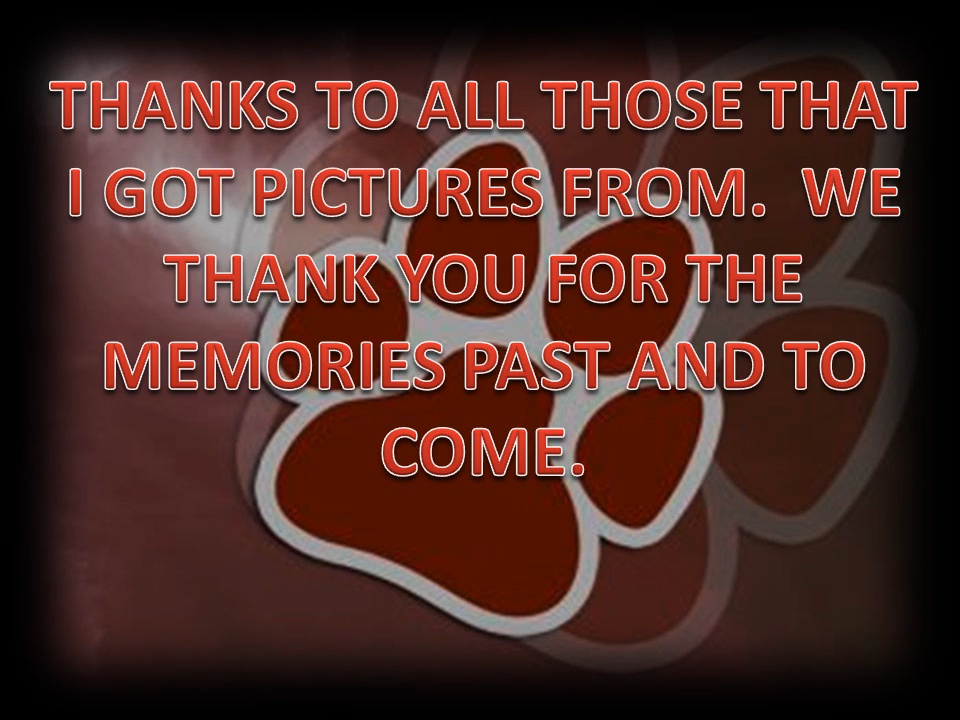 THANKS TO ALL THOSE THAT
I GOT PICTURES FROM.  WE
THANK YOU FOR THE
MEMORIES PAST AND TO
COME.